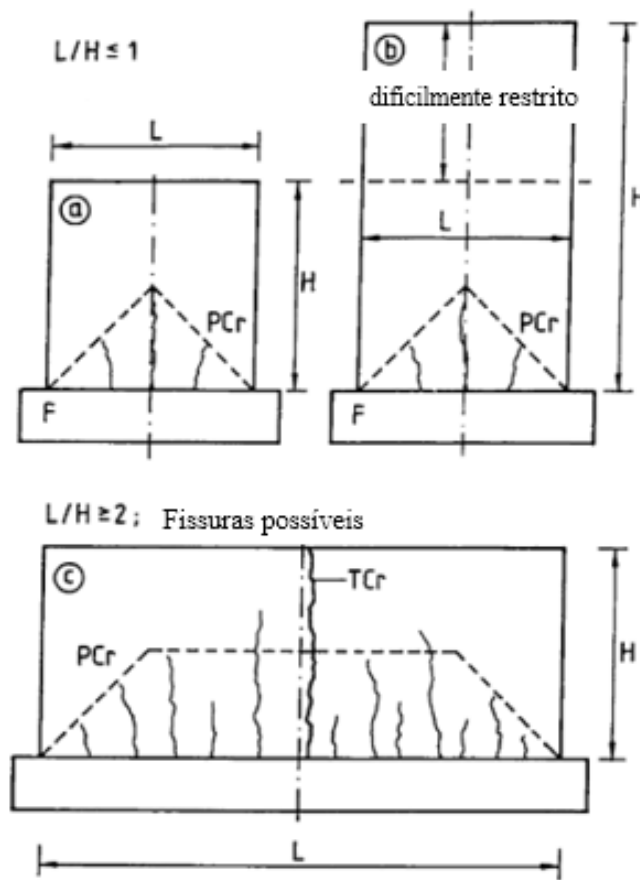 L/H ≤ 1
L
a
H
PCr
F
b
dificilmente restrito
H
L
PCr
F
L/H ≥ 2; Fissuras possíveis
c
TCr
PCr
H
L